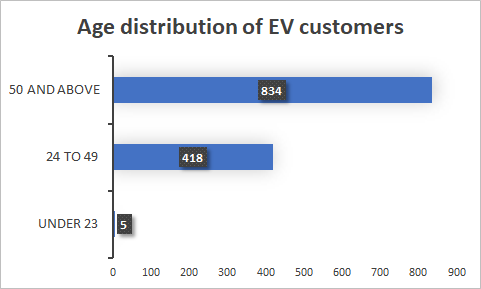 Age distribution of EV customers
50 AND ABOVE
834
24 TO 49
418
UNDER 23
5
0 100 200 300 400 500 600 700 800 900